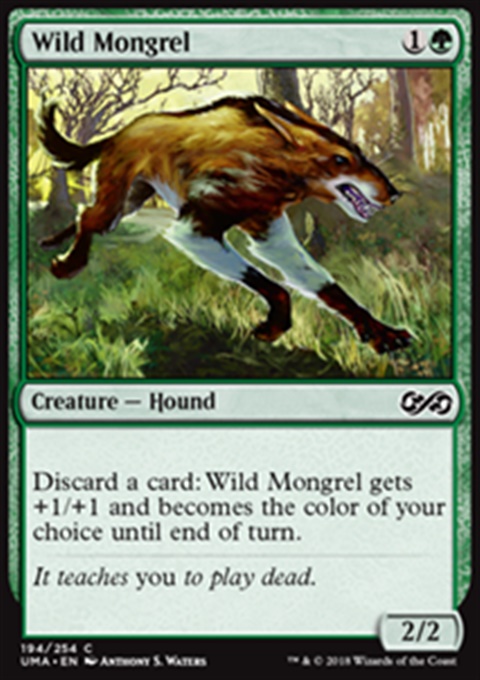 Wild Mongrel 1
Creature — Hound
Discard a card: Wild Mongrel gets
+1/+1 and becomes the color of your
choice until end of turn.
It teaches you to play dead.
2/2
194/254 C
UMA • EN Anthony S. Waters
™ & © 2018 Wizards of the Coast